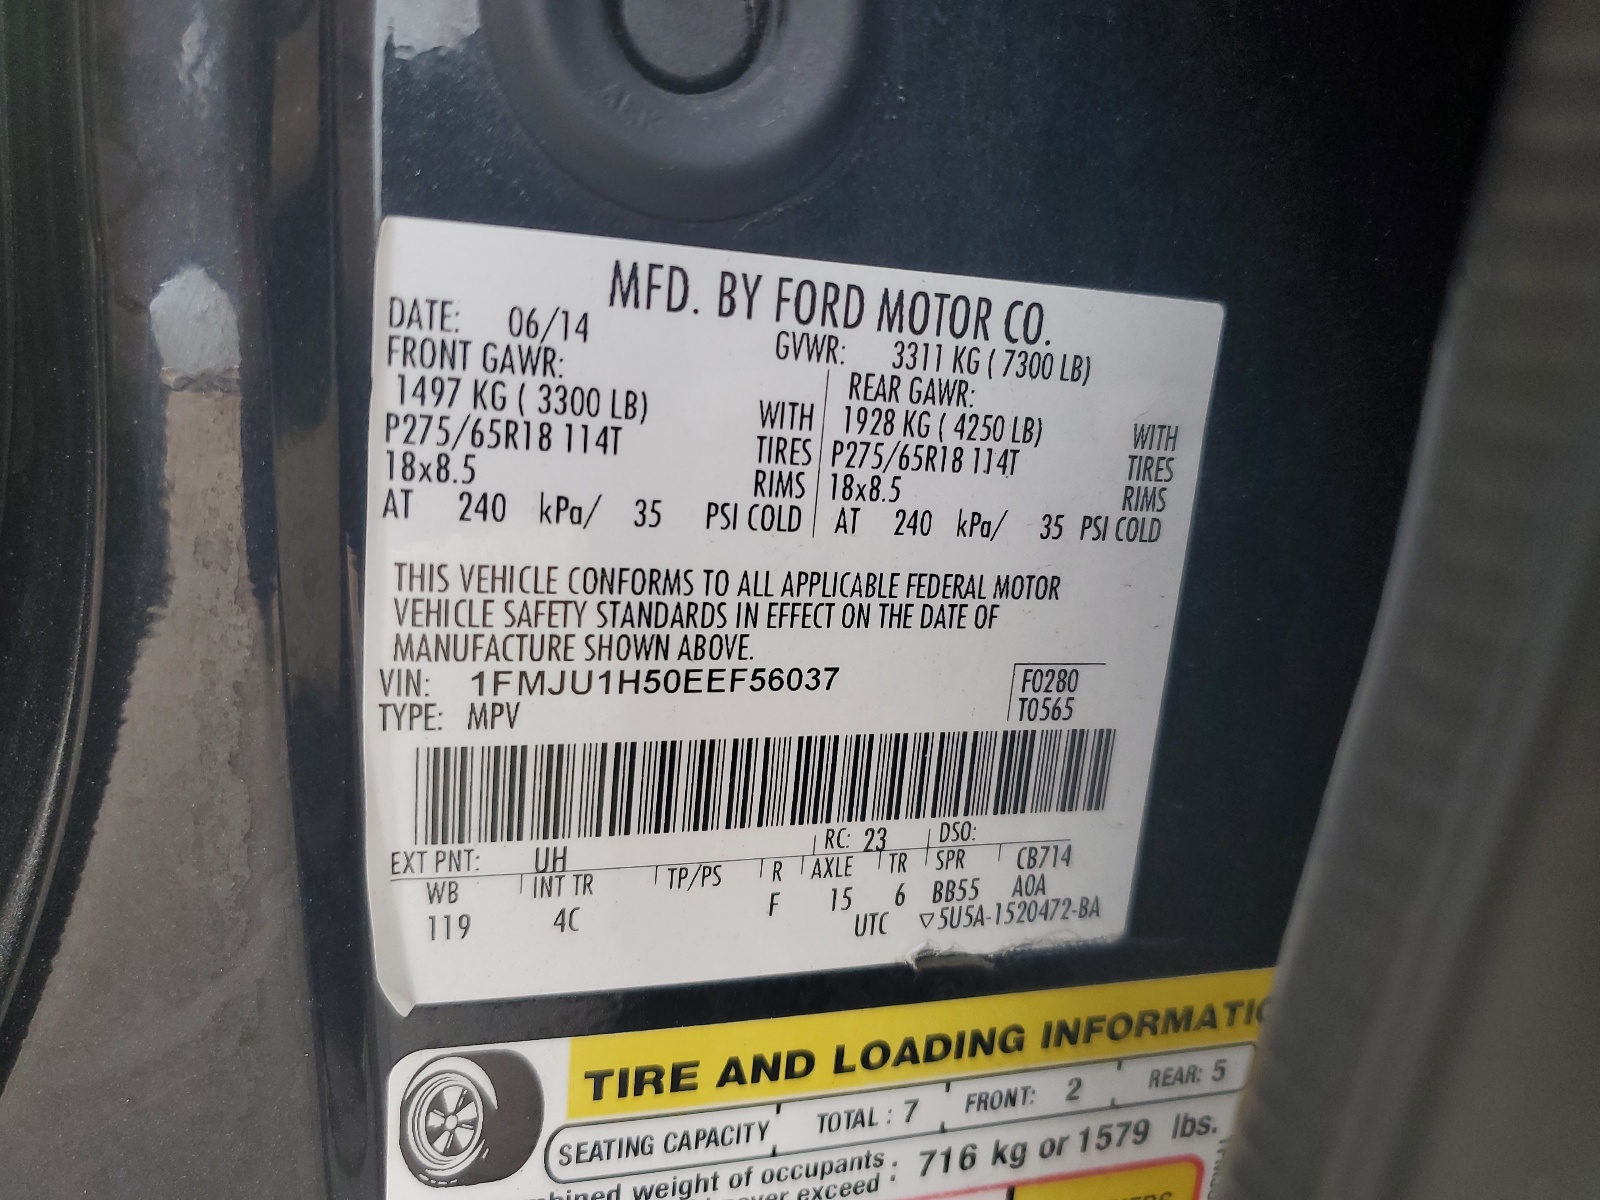 MFD. BY FORD MOTOR CO.
DATE: 06/14
GVWR: 3311 KG ( 7300 LB)
FRONT GAWR:
REAR GAWR:
1497 KG ( 3300 LB) WITH
1928 KG ( 4250 LB) WITH
P275/65R18 114T TIRES
P275/65R18 114T TIRES
18x8.5 RIMS
18x8.5 RIMS
AT 240 kPa/ 35 PSI COLD
AT 240 kPa/ 35 PSI COLD
THIS VEHICLE CONFORMS TO ALL APPLICABLE FEDERAL MOTOR
VEHICLE SAFETY STANDARDS IN EFFECT ON THE DATE OF
MANUFACTURE SHOWN ABOVE.
VIN: 1FMJU1H50EEF56037
F0280
TYPE: MPV
T0565
EXT PNT: UH RC: 23 DSO:
WB INT TR TP/PS R AXLE TR SPR CB714
119 4C F 15 6 BB55 A0A
UTC ▽5U5A-1520472-BA
TIRE AND LOADING INFORMATIO
SEATING CAPACITY TOTAL : 7 FRONT: 2 REAR: 5
bined weight of occupants : 716 kg or 1579 lbs.
ver exceed :